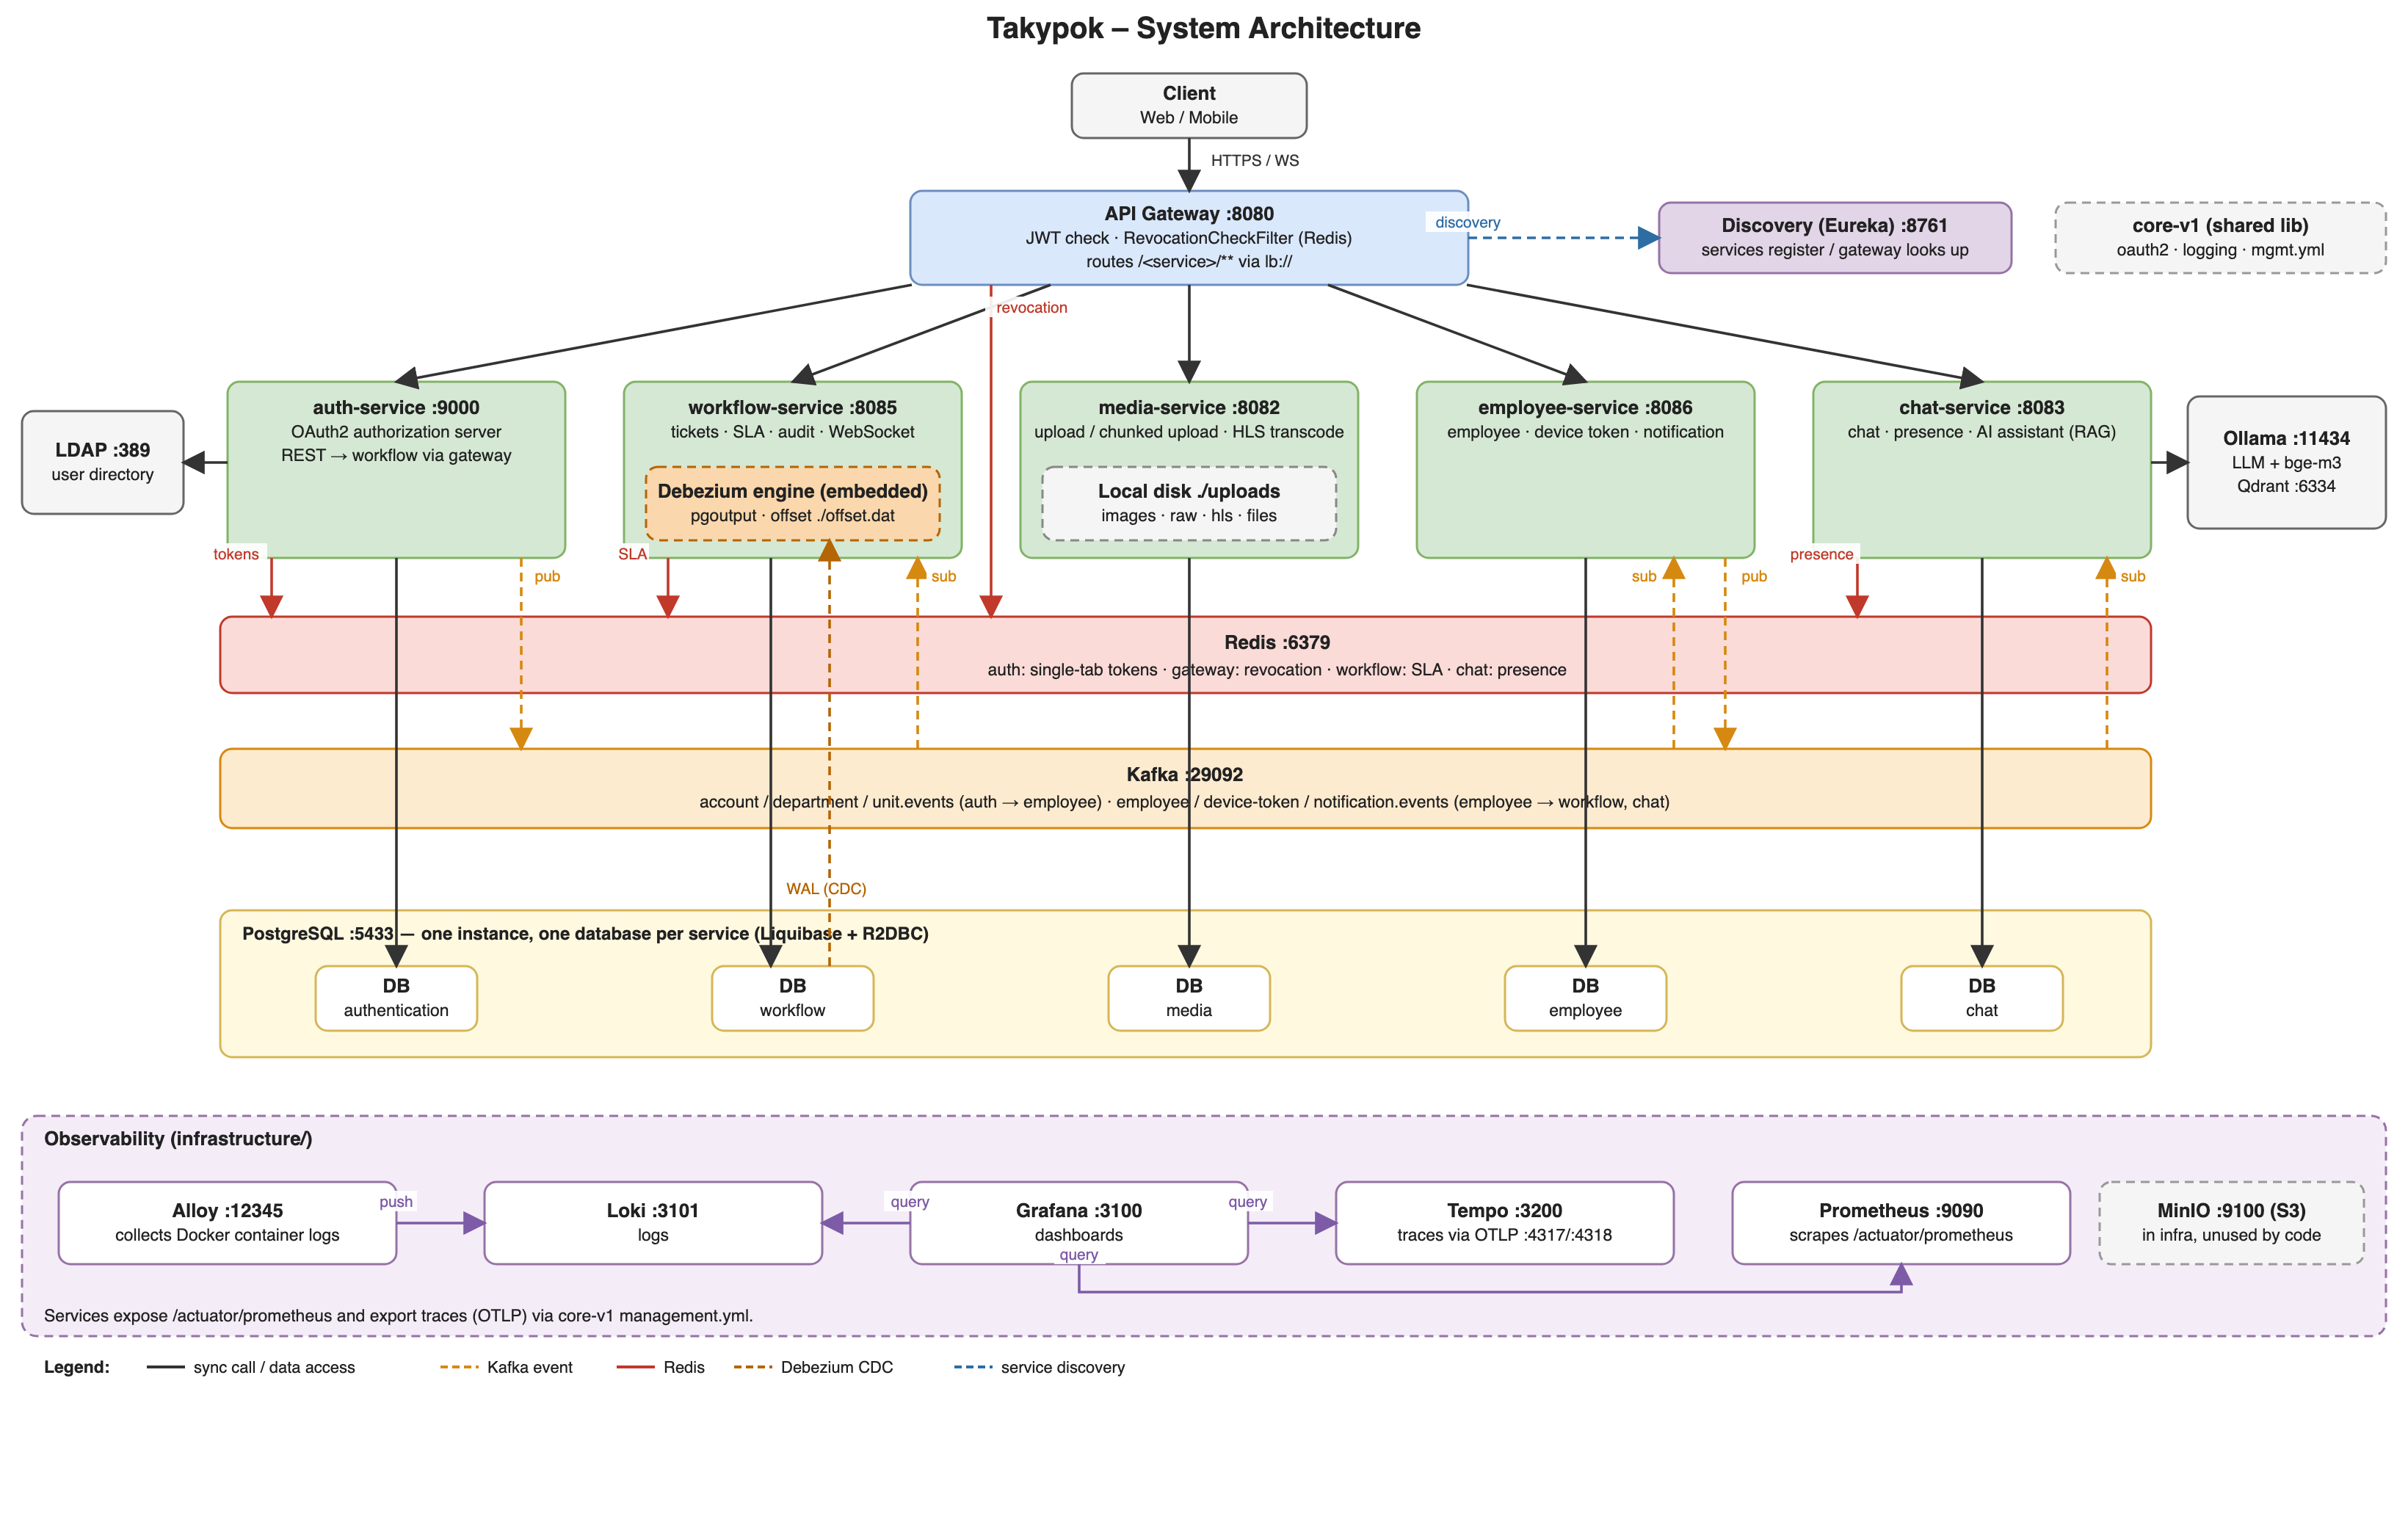 Takypok – System Architecture
Client
Web / Mobile
HTTPS / WS
API Gateway :8080
JWT check · RevocationCheckFilter (Redis)
routes /<service>/** via lb://
discovery
Discovery (Eureka) :8761
services register / gateway looks up
core-v1 (shared lib)
oauth2 · logging · mgmt.yml
revocation
LDAP :389
user directory
auth-service :9000
OAuth2 authorization server
REST → workflow via gateway
workflow-service :8085
tickets · SLA · audit · WebSocket
Debezium engine (embedded)
pgoutput · offset ./offset.dat
media-service :8082
upload / chunked upload · HLS transcode
Local disk ./uploads
images · raw · hls · files
employee-service :8086
employee · device token · notification
chat-service :8083
chat · presence · AI assistant (RAG)
Ollama :11434
LLM + bge-m3
Qdrant :6334
tokens
pub
SLA
sub
sub
pub
presence
sub
Redis :6379
auth: single-tab tokens · gateway: revocation · workflow: SLA · chat: presence
Kafka :29092
account / department / unit.events (auth → employee) · employee / device-token / notification.events (employee → workflow, chat)
WAL (CDC)
PostgreSQL :5433 — one instance, one database per service (Liquibase + R2DBC)
DB
authentication
DB
workflow
DB
media
DB
employee
DB
chat
Observability (infrastructure/)
Alloy :12345
collects Docker container logs
push
Loki :3101
logs
query
Grafana :3100
dashboards
query
query
Tempo :3200
traces via OTLP :4317/:4318
Prometheus :9090
scrapes /actuator/prometheus
MinIO :9100 (S3)
in infra, unused by code
Services expose /actuator/prometheus and export traces (OTLP) via core-v1 management.yml.
Legend:
sync call / data access
Kafka event
Redis
Debezium CDC
service discovery